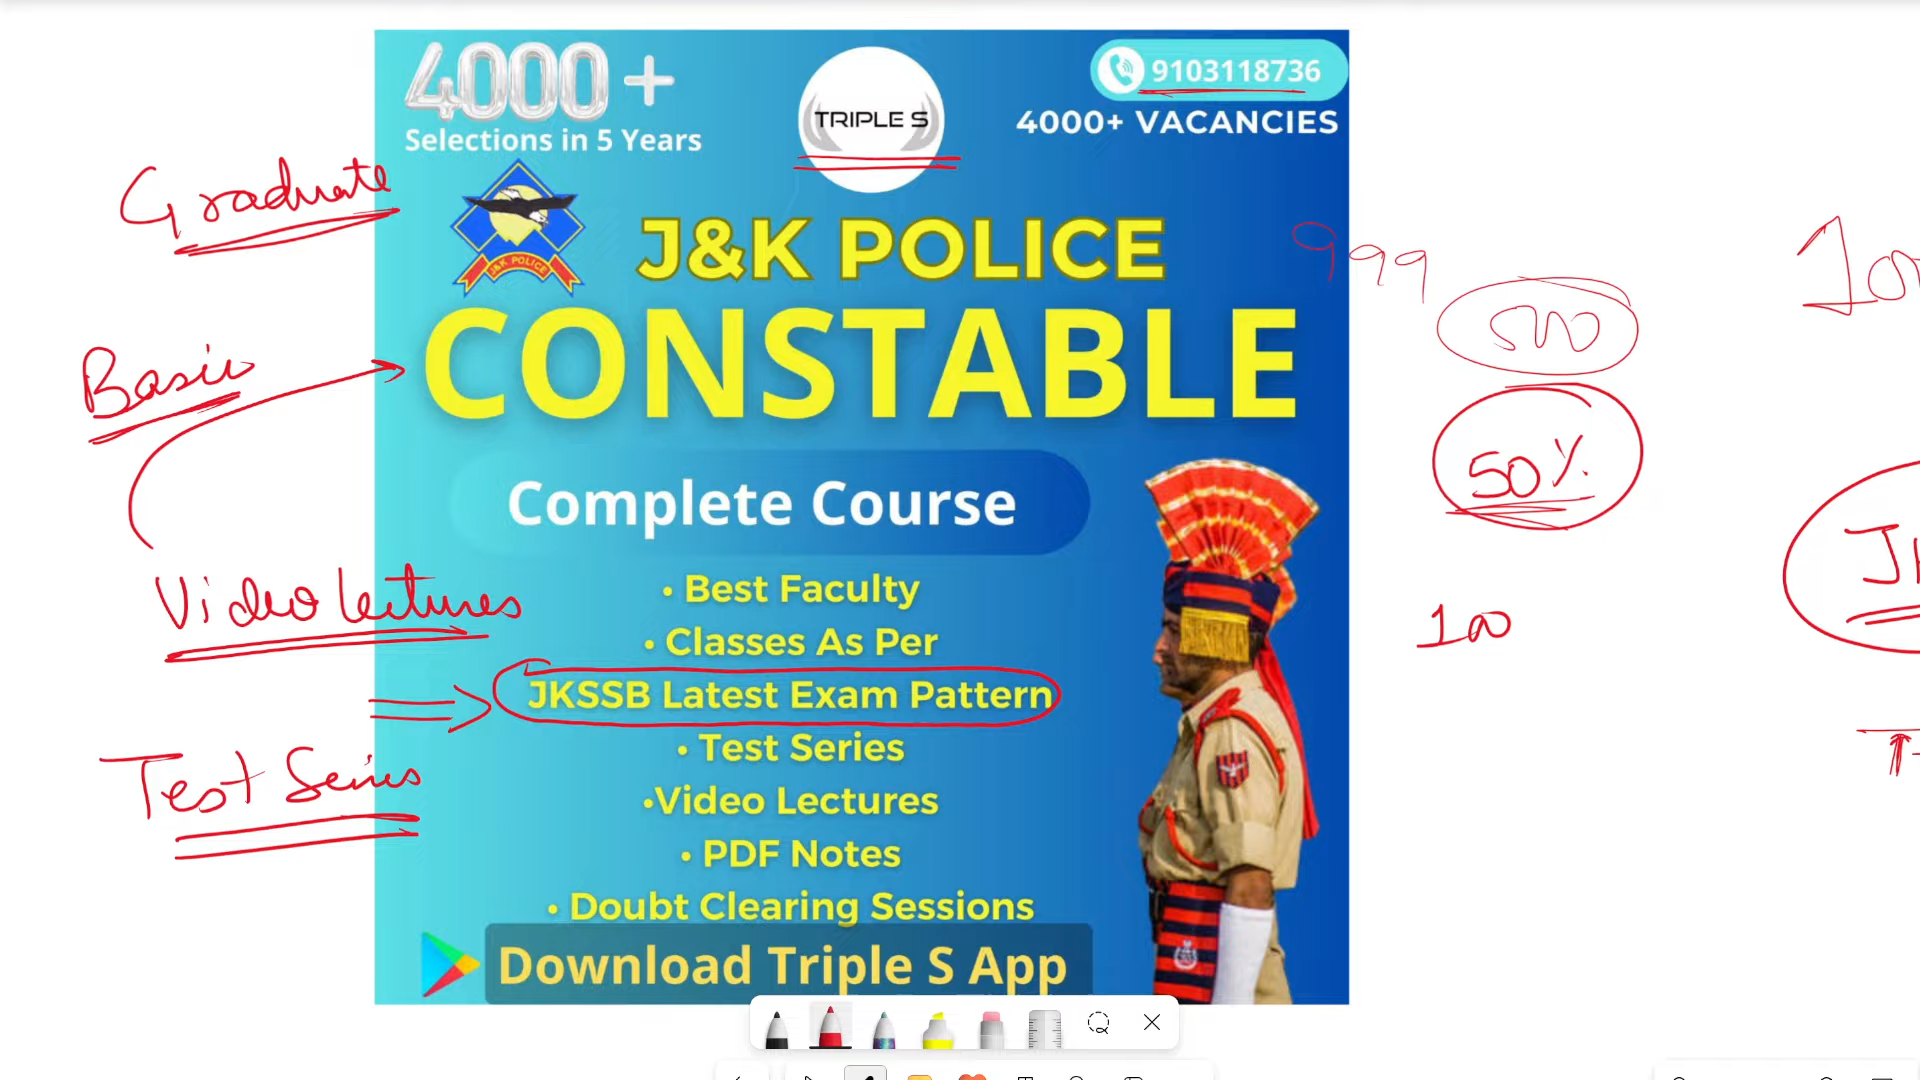 4000 +
Selections in 5 Years
TRIPLE S
9103118736
4000+ VACANCIES
Graduate
J&K POLICE
J&K POLICE
999
500
CONSTABLE
Basic
50%
Complete Course
• Best Faculty
Video Lectures
• Classes As Per
100
JKSSB Latest Exam Pattern
• Test Series
Test Series
•Video Lectures
• PDF Notes
• Doubt Clearing Sessions
Download Triple S App